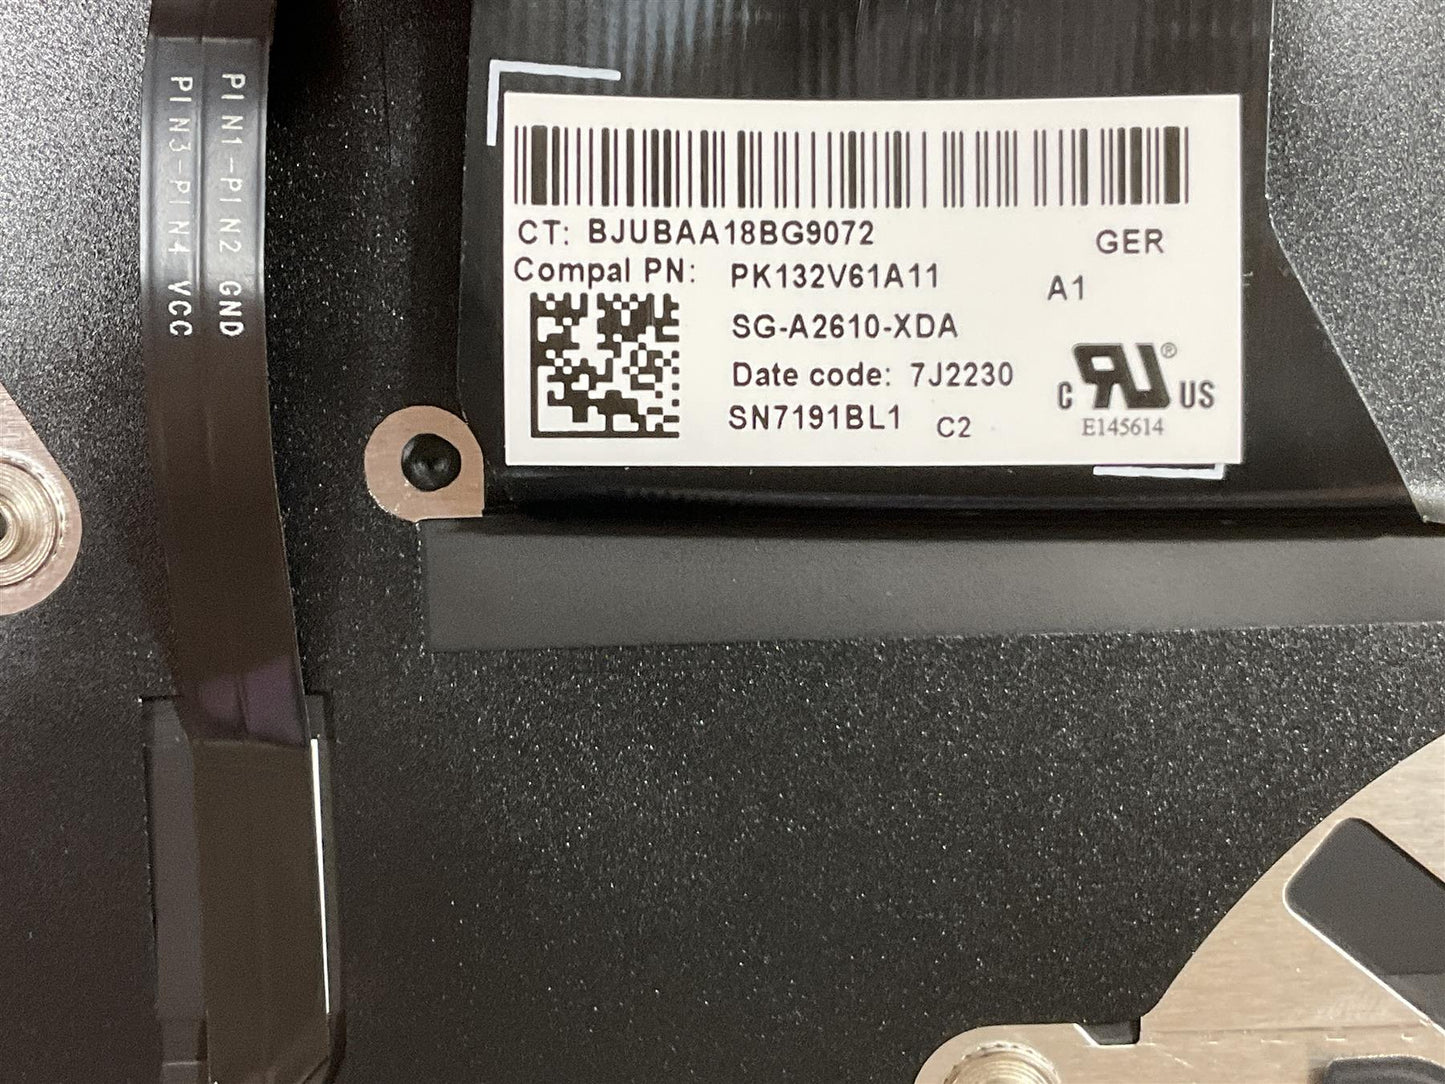 PIN1-PIN2 GND
PIN3-PIN4 VCC
CT: BJUBAA18BG9072
GER
Compal PN: PK132V61A11
A1
SG-A2610-XDA
Date code: 7J2230
SN7191BL1 C2
C RU® US
E145614